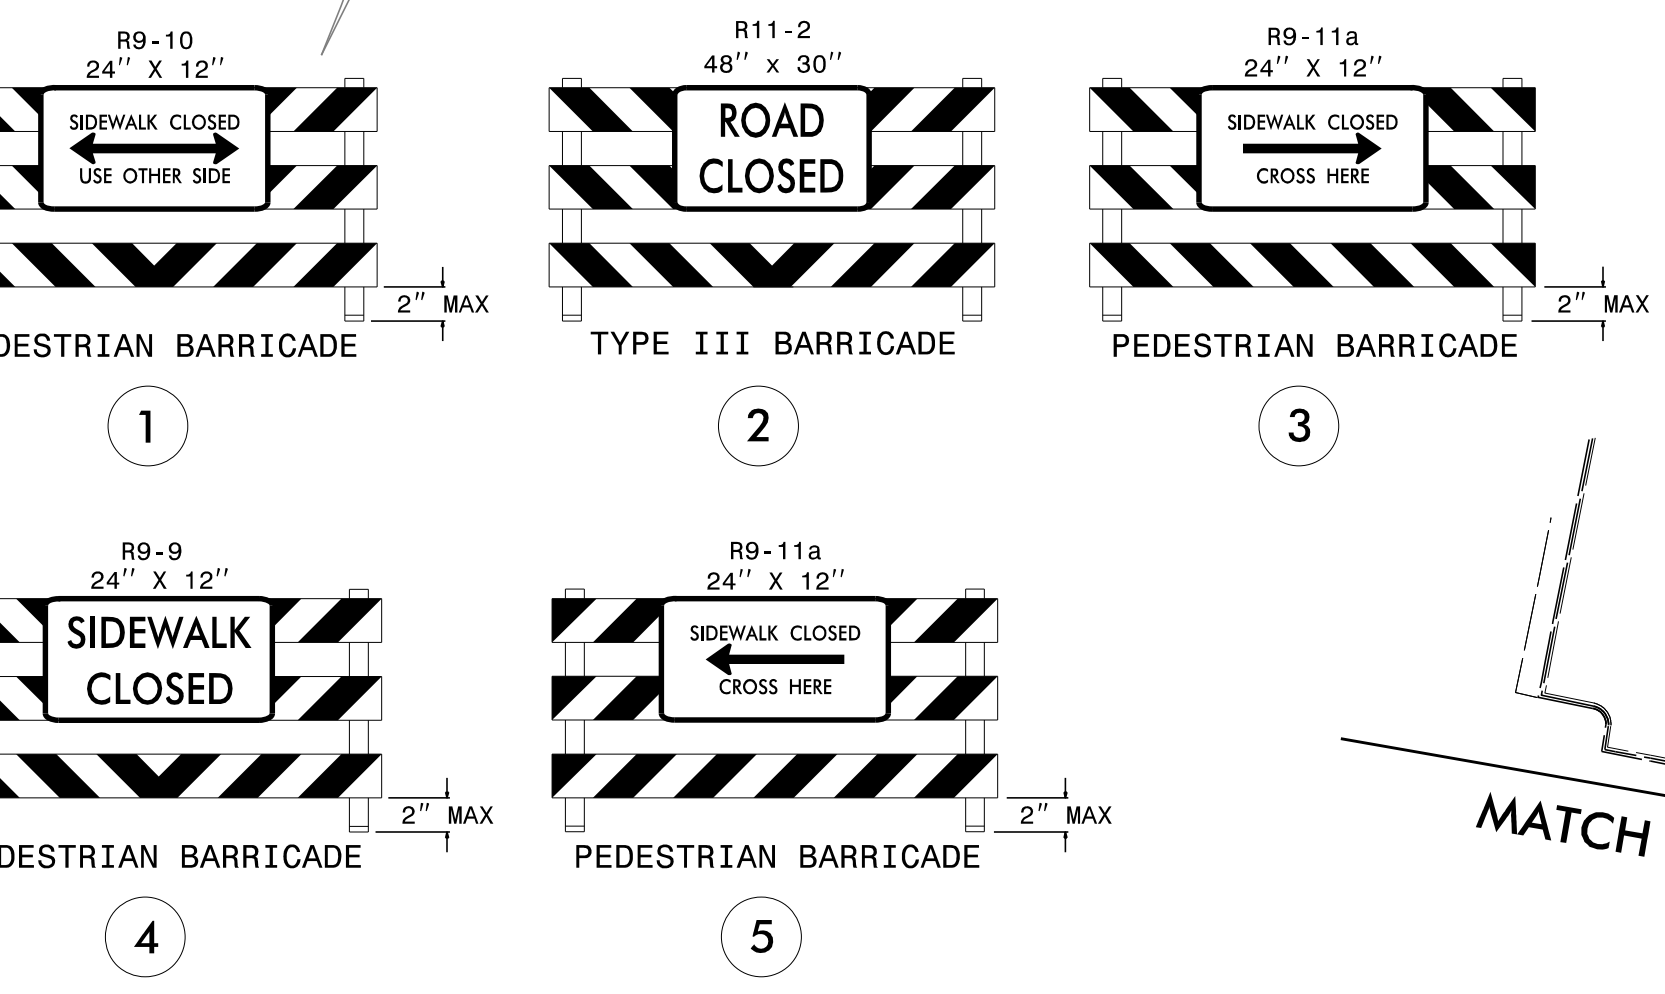 R9-10
24" X 12"
SIDEWALK CLOSED
USE OTHER SIDE
2" MAX
DESTRIAN BARRICADE
1
R11-2
48" x 30"
ROAD
CLOSED
TYPE III BARRICADE
2
R9-11a
24" X 12"
SIDEWALK CLOSED
CROSS HERE
2" MAX
PEDESTRIAN BARRICADE
3
R9-9
24" X 12"
SIDEWALK
CLOSED
2" MAX
DESTRIAN BARRICADE
4
R9-11a
24" X 12"
SIDEWALK CLOSED
CROSS HERE
2" MAX
PEDESTRIAN BARRICADE
5
MATCH